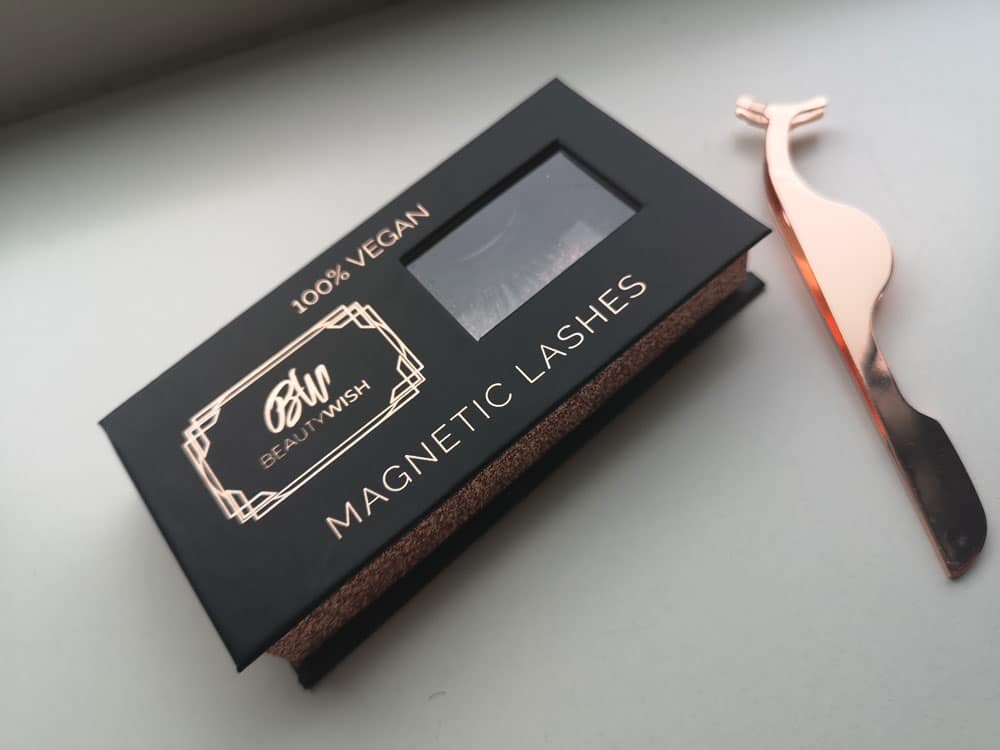 100% VEGAN
BW
BEAUTYWISH
MAGNETIC LASHES